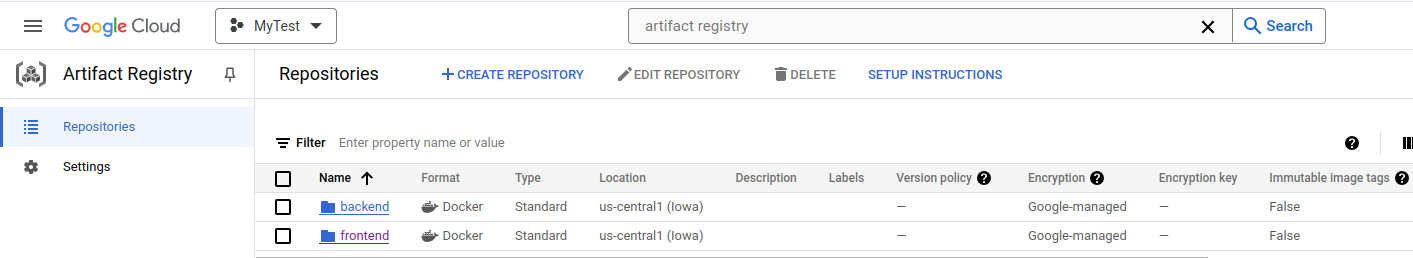 Google Cloud MyTest artifact registry Search
Artifact Registry Repositories CREATE REPOSITORY EDIT REPOSITORY DELETE SETUP INSTRUCTIONS
Repositories
Filter Enter property name or value
Settings
Name Format Type Location Description Labels Version policy Encryption Encryption key Immutable image tags
backend Docker Standard us-central1 (Iowa) — Google-managed — False
frontend Docker Standard us-central1 (Iowa) — Google-managed — False